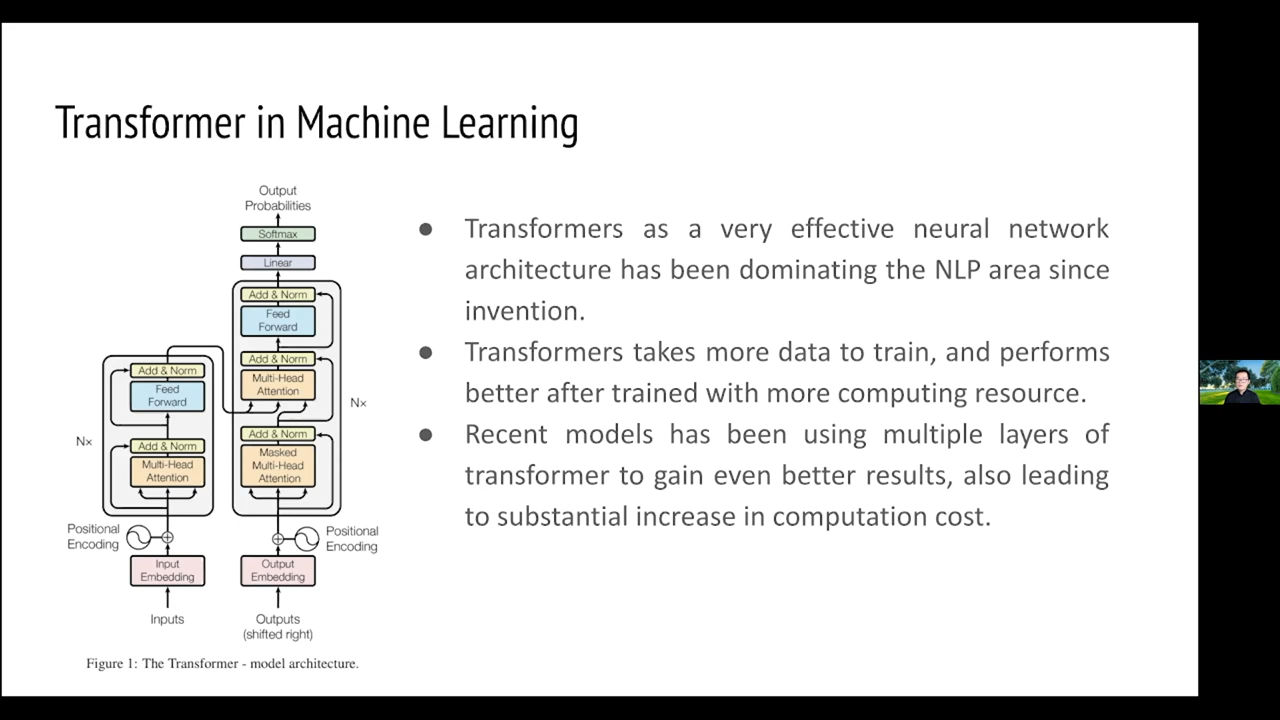 Transformer in Machine Learning
Output
Probabilities
Softmax
Linear
Add & Norm
Feed
Forward
Add & Norm
Multi-Head
Attention
Nx
Add & Norm
Masked
Multi-Head
Attention
Add & Norm
Feed
Forward
Nx
Add & Norm
Multi-Head
Attention
Positional
Encoding
Positional
Encoding
Input
Embedding
Output
Embedding
Inputs
Outputs
(shifted right)
Figure 1: The Transformer - model architecture.
● Transformers as a very effective neural network
architecture has been dominating the NLP area since
invention.
● Transformers takes more data to train, and performs
better after trained with more computing resource.
● Recent models has been using multiple layers of
transformer to gain even better results, also leading
to substantial increase in computation cost.